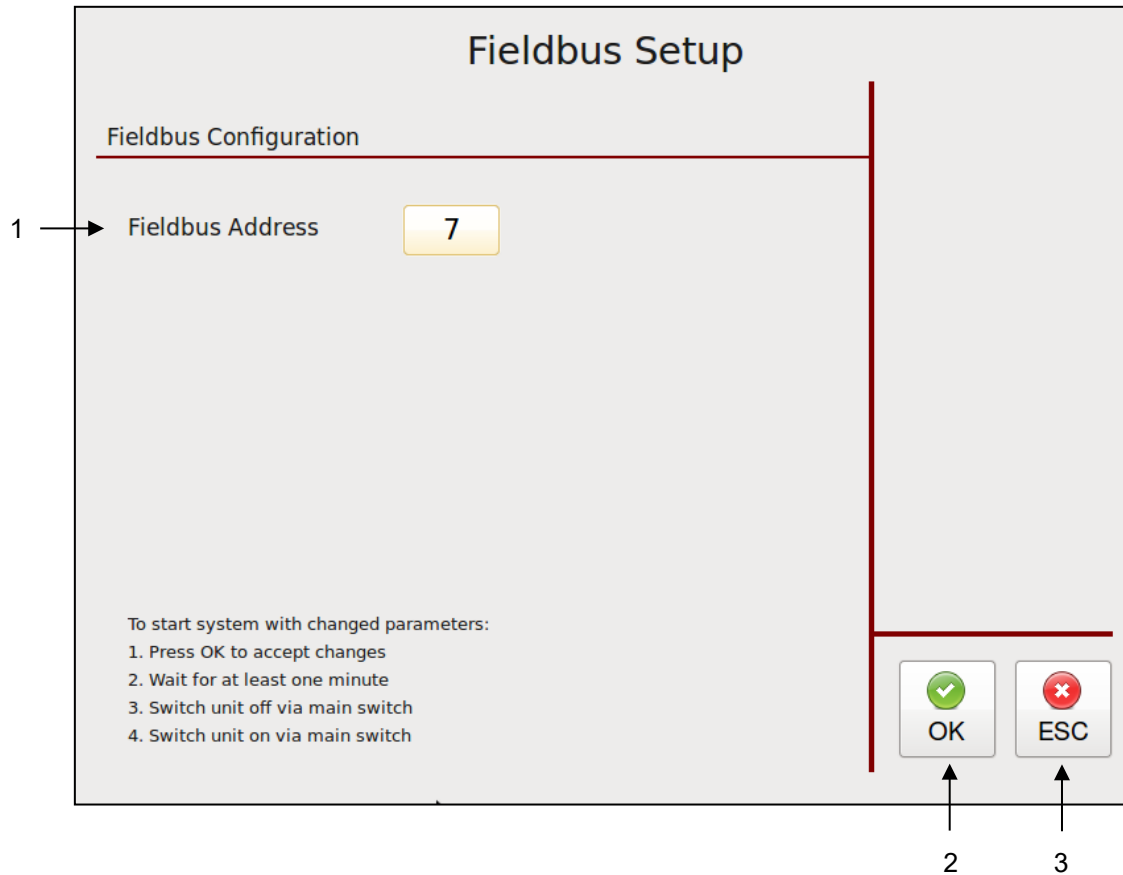 Fieldbus Setup
Fieldbus Configuration
1
Fieldbus Address 7
To start system with changed parameters:
1. Press OK to accept changes
2. Wait for at least one minute
3. Switch unit off via main switch
4. Switch unit on via main switch
OK ESC
2 3